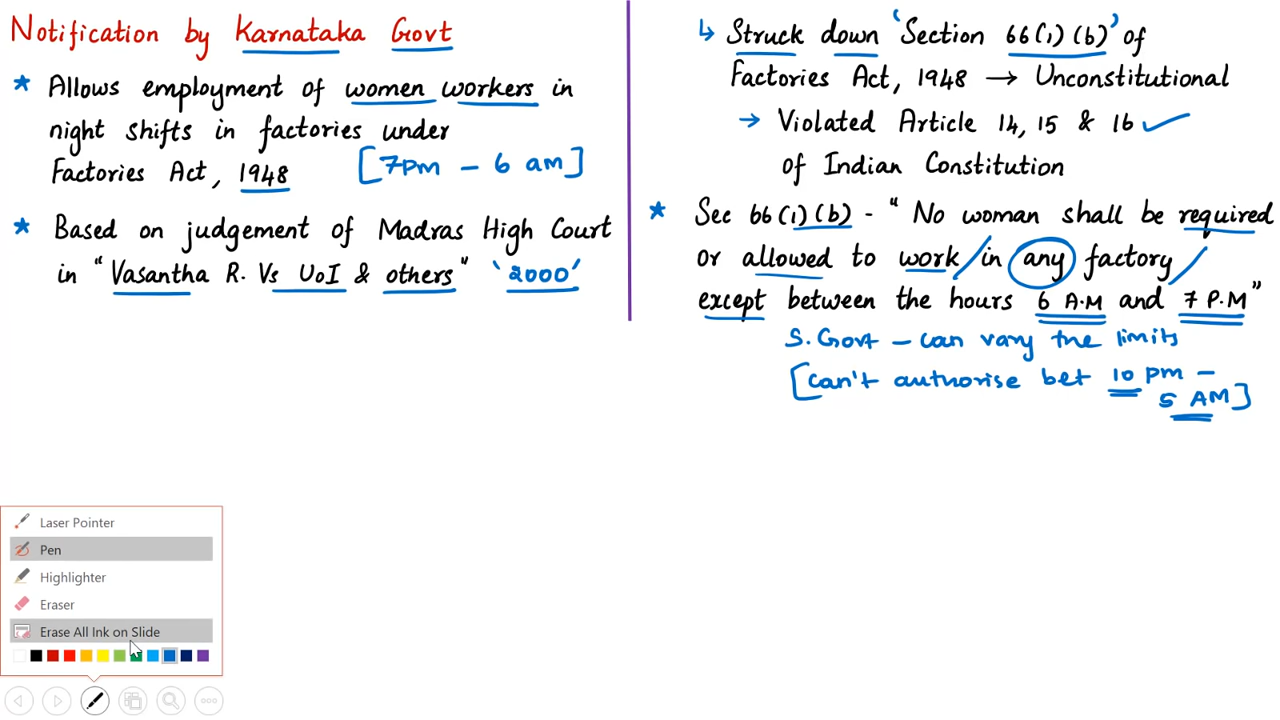 Notification by Karnataka Govt
* Allows employment of women workers in
night shifts in factories under
Factories Act, 1948 [7pm - 6 am]
* Based on judgement of Madras High Court
in "Vasantha R. Vs UoI & others" '2000'
↳ Struck down 'Section 66(1)(b)' of
Factories Act, 1948 → Unconstitutional
→ Violated Article 14, 15 & 16 ✓
of Indian Constitution
* Sec 66(1)(b) - "No woman shall be required
or allowed to work / in any factory /
except between the hours 6 A.M and 7 P.M"
S. Govt - can vary the limits
[can't authorise bet 10 pm -
5 AM]
Laser Pointer
Pen
Highlighter
Eraser
Erase All Ink on Slide